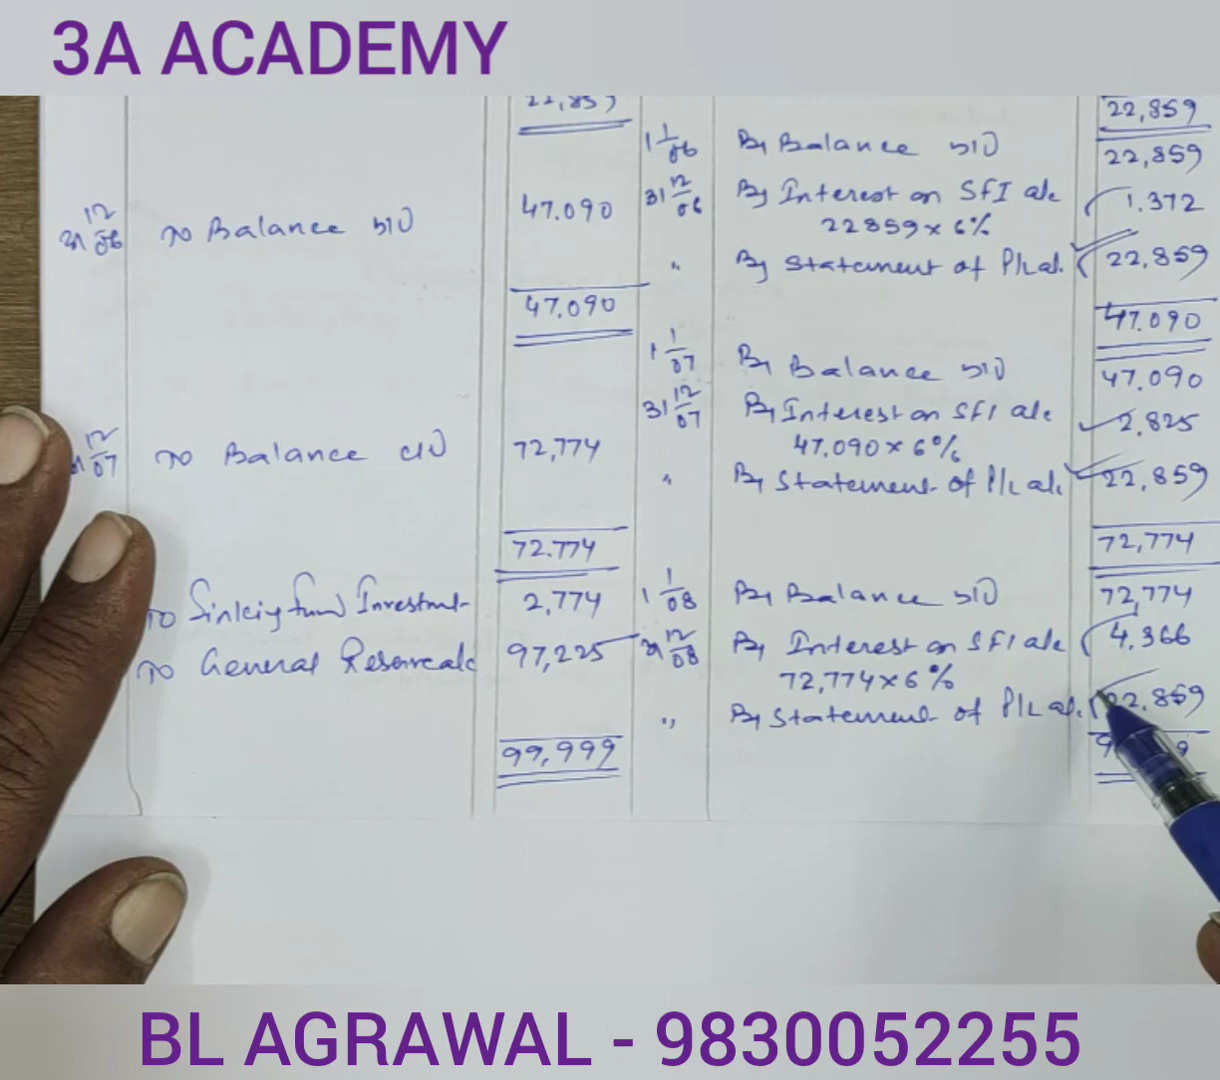 3A ACADEMY
22,859 22,859
1 1/06 By Balance b/D 22,859
31 12/06 By Interest on SFI a/c 1,372
31 12/06 To Balance b/D 47.090
22859 x 6%
" By Statement of P/L a/c. 22,859
47.090 47.090
1 1/07 By Balance b/D 47.090
31 12/07 By Interest on SFI a/c 2,825
12/07 To Balance c/D 72,774
47.090 x 6%
" By Statement of P/L a/c. 22,859
72.774 72,774
To Sinking fund Investment 2,774 1 1/08 By Balance b/D 72,774
To General Reserve a/c 97,225 31 12/08 By Interest on SFI a/c 4,366
72,774 x 6%
" By Statement of P/L a/c. 22,859
99,999
BL AGRAWAL - 9830052255